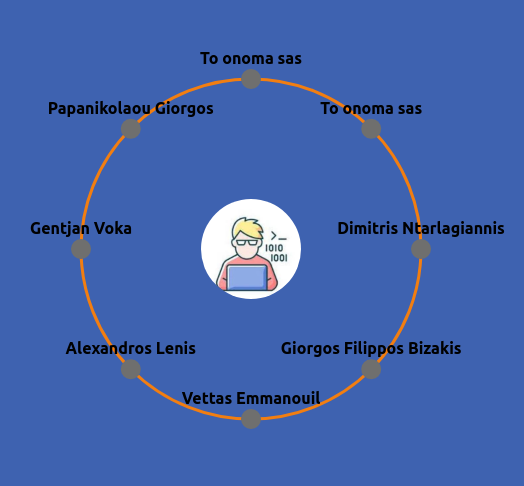 To onoma sas
Papanikolaou Giorgos
To onoma sas
Gentjan Voka
Dimitris Ntarlagiannis
>_
1010
1001
Alexandros Lenis
Giorgos Filippos Bizakis
Vettas Emmanouil